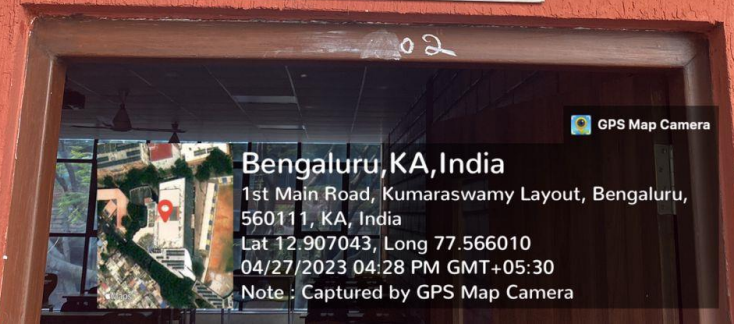 02
GPS Map Camera
Bengaluru,KA,India
1st Main Road, Kumaraswamy Layout, Bengaluru,
560111, KA, India
Lat 12.907043, Long 77.566010
04/27/2023 04:28 PM GMT+05:30
Note : Captured by GPS Map Camera